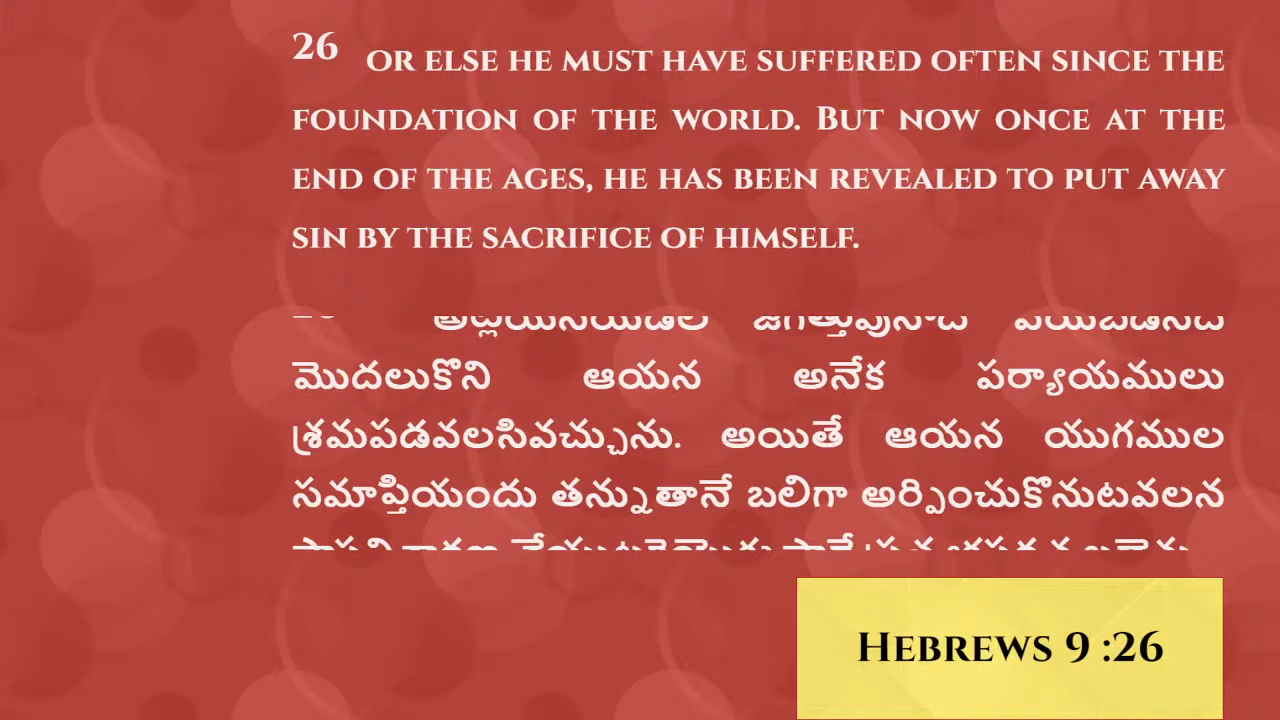 26 OR ELSE HE MUST HAVE SUFFERED OFTEN SINCE THE
FOUNDATION OF THE WORLD. BUT NOW ONCE AT THE
END OF THE AGES, HE HAS BEEN REVEALED TO PUT AWAY
SIN BY THE SACRIFICE OF HIMSELF.
మొదలుకొని ఆయన అనేక పర్యాయములు
శ్రమపడవలసివచ్చును. అయితే ఆయన యుగముల
సమాప్తియందు తన్నుతానే బలిగా అర్పించుకొనుటవలన
HEBREWS 9 :26